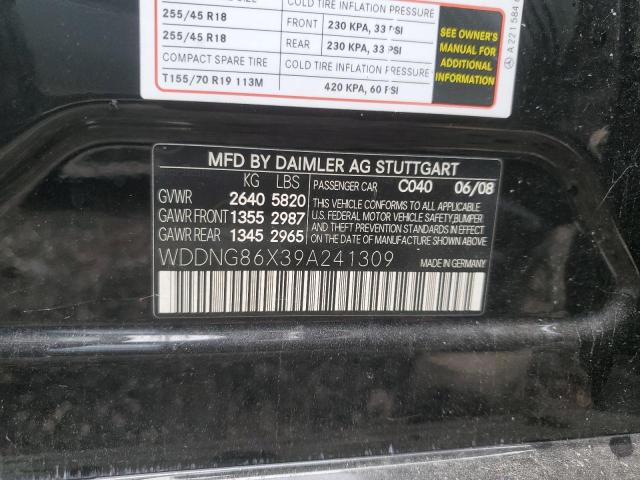 COLD TIRE INFLATION PRESSURE
255/45 R18 FRONT 230 KPA, 33 PSI
255/45 R18 REAR 230 KPA, 33 PSI
COMPACT SPARE TIRE COLD TIRE INFLATION PRESSURE
T155/70 R19 113M 420 KPA, 60 PSI
SEE OWNER'S
MANUAL FOR
ADDITIONAL
INFORMATION
A 221 584
MFD BY DAIMLER AG STUTTGART
KG LBS
GVWR 2640 5820
GAWR FRONT 1355 2987
GAWR REAR 1345 2965
PASSENGER CAR C040 06/08
THIS VEHICLE CONFORMS TO ALL APPLICABLE
U.S. FEDERAL MOTOR VEHICLE SAFETY,BUMPER
AND THEFT PREVENTION STANDARDS IN EFFECT
ON THE DATE OF MANUFACTURE SHOWN ABOVE.
WDDNG86X39A241309 MADE IN GERMANY